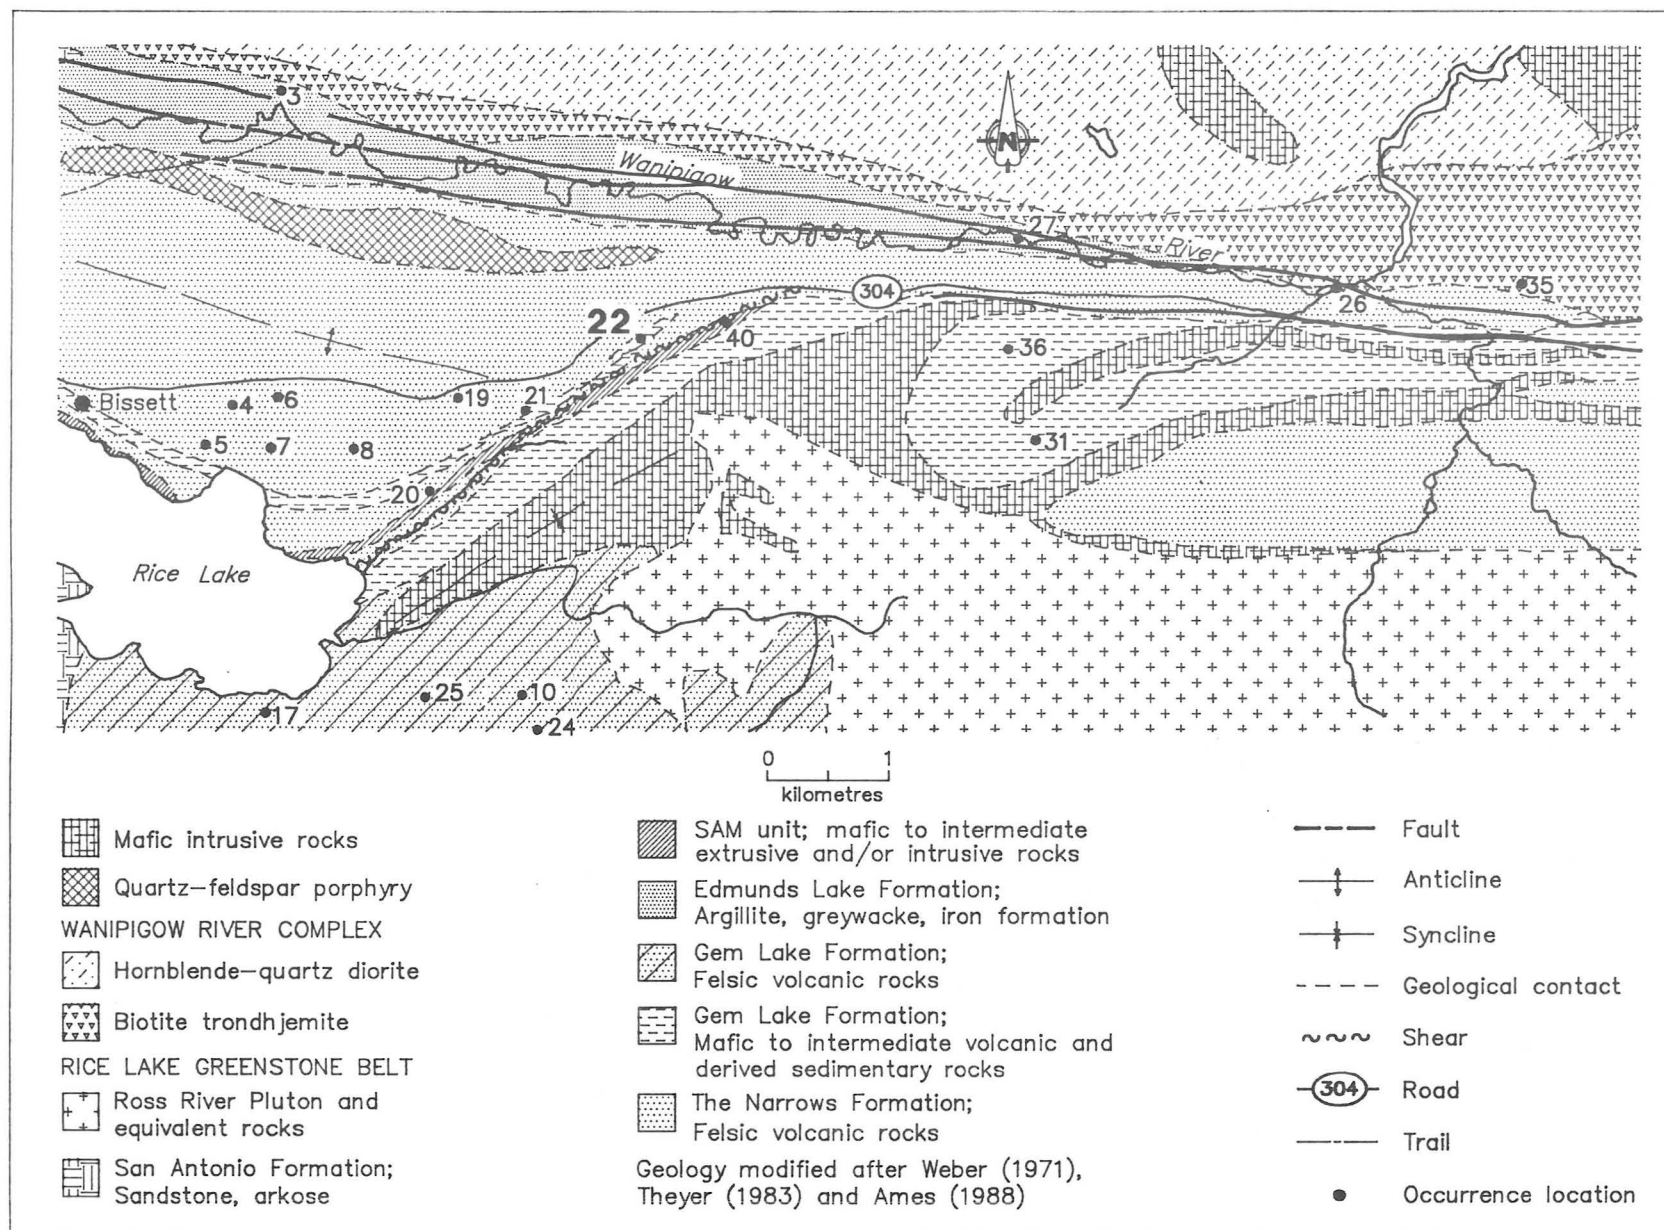 3
N
Wanipigow
River
27
304
26
35
22
40
36
Bissett
4
6
19
21
5
7
8
31
20
Rice Lake
25
10
17
24
0 1
kilometres
Mafic intrusive rocks
Quartz-feldspar porphyry
WANIPIGOW RIVER COMPLEX
Hornblende-quartz diorite
Biotite trondhjemite
RICE LAKE GREENSTONE BELT
Ross River Pluton and
equivalent rocks
San Antonio Formation;
Sandstone, arkose
SAM unit; mafic to intermediate
extrusive and/or intrusive rocks
Edmunds Lake Formation;
Argillite, greywacke, iron formation
Gem Lake Formation;
Felsic volcanic rocks
Gem Lake Formation;
Mafic to intermediate volcanic and
derived sedimentary rocks
The Narrows Formation;
Felsic volcanic rocks
Geology modified after Weber (1971),
Theyer (1983) and Ames (1988)
Fault
Anticline
Syncline
Geological contact
Shear
304 Road
Trail
Occurrence location